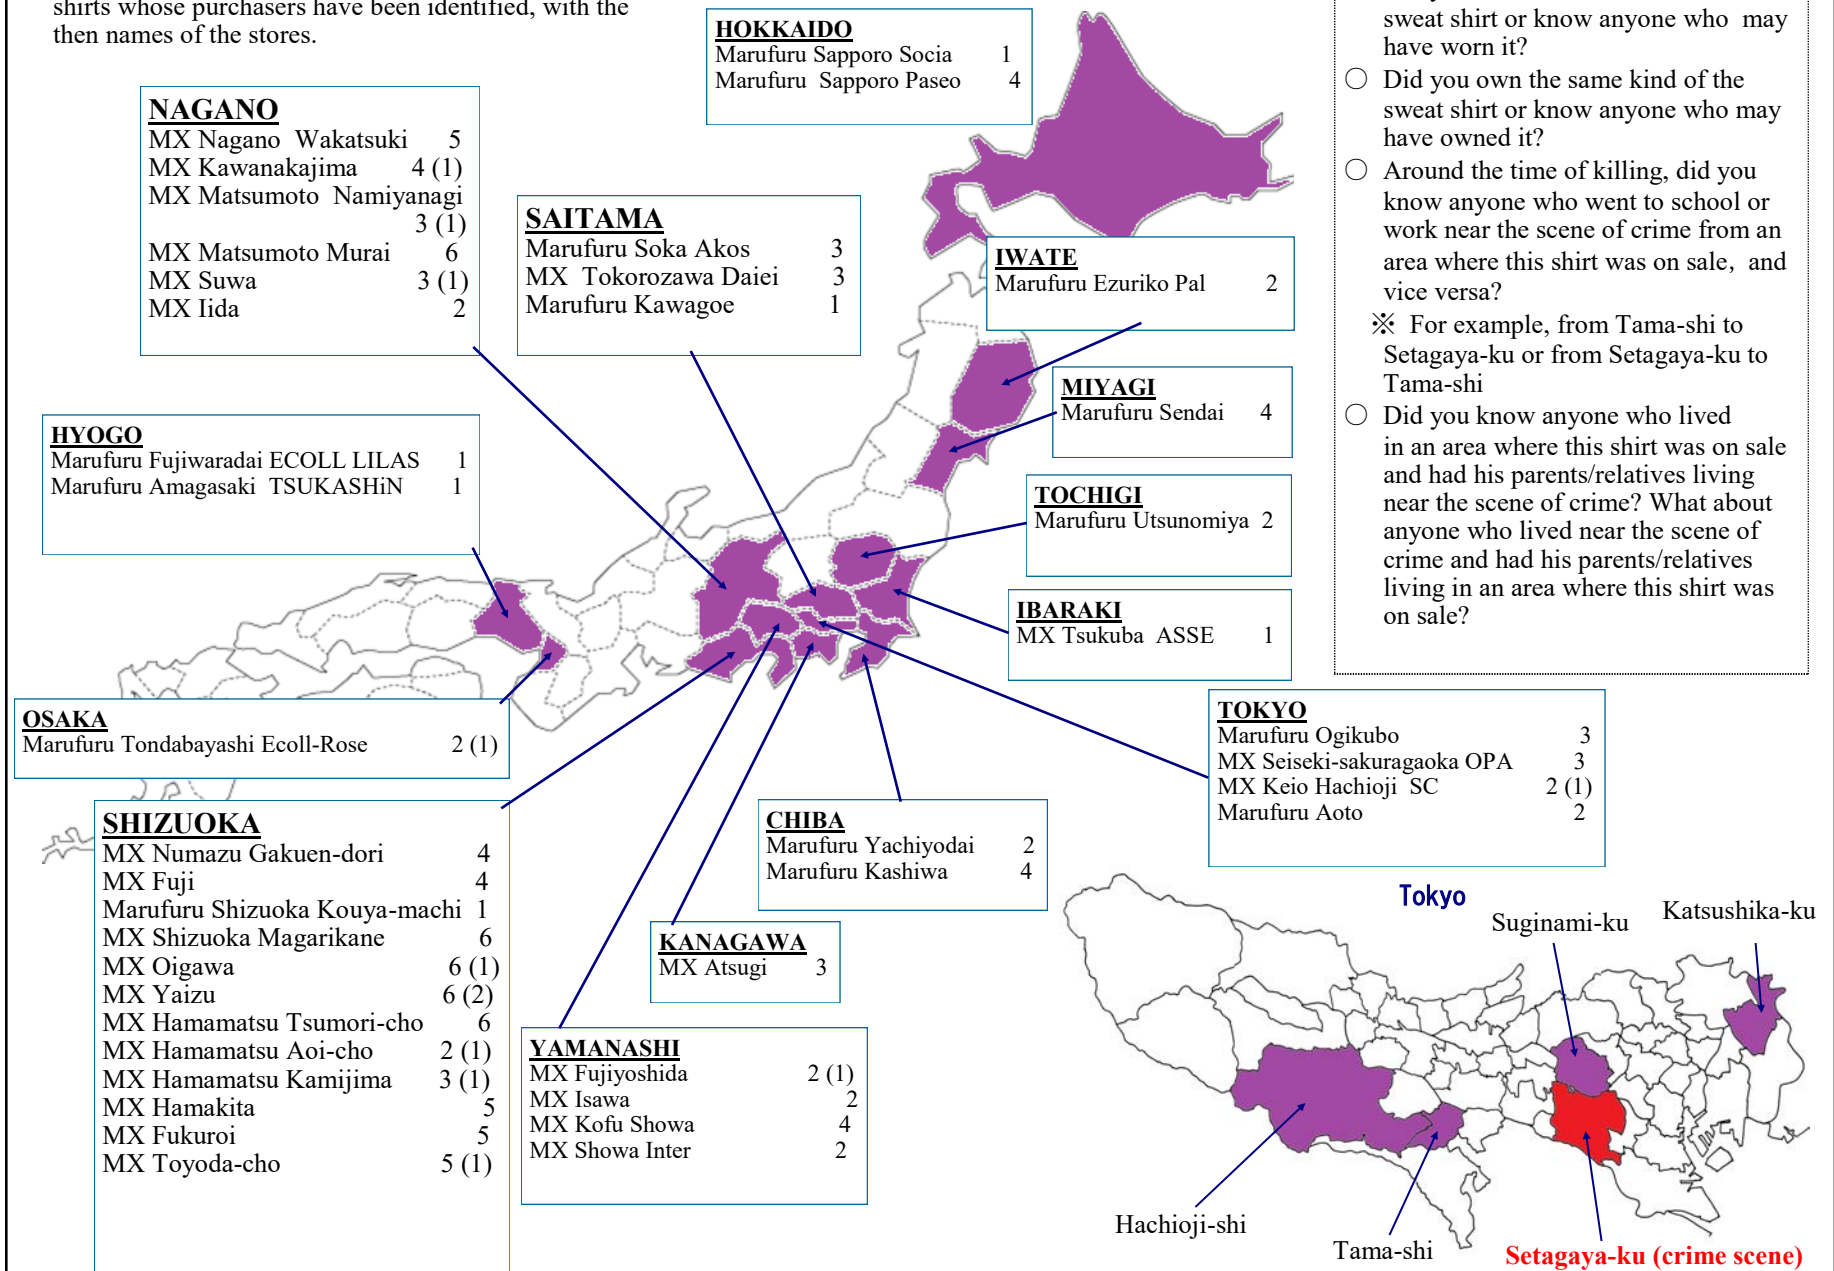 shirts whose purchasers have been identified, with the
then names of the stores.
HOKKAIDO
Marufuru Sapporo Socia 1
Marufuru Sapporo Paseo 4
NAGANO
MX Nagano Wakatsuki 5
MX Kawanakajima 4 (1)
MX Matsumoto Namiyanagi
3 (1)
MX Matsumoto Murai 6
MX Suwa 3 (1)
MX Iida 2
SAITAMA
Marufuru Soka Akos 3
MX Tokorozawa Daiei 3
Marufuru Kawagoe 1
IWATE
Marufuru Ezuriko Pal 2
MIYAGI
Marufuru Sendai 4
HYOGO
Marufuru Fujiwaradai ECOLL LILAS 1
Marufuru Amagasaki TSUKASHiN 1
TOCHIGI
Marufuru Utsunomiya 2
IBARAKI
MX Tsukuba ASSE 1
OSAKA
Marufuru Tondabayashi Ecoll-Rose 2 (1)
TOKYO
Marufuru Ogikubo 3
MX Seiseki-sakuragaoka OPA 3
MX Keio Hachioji SC 2 (1)
Marufuru Aoto 2
SHIZUOKA
MX Numazu Gakuen-dori 4
MX Fuji 4
Marufuru Shizuoka Kouya-machi 1
MX Shizuoka Magarikane 6
MX Oigawa 6 (1)
MX Yaizu 6 (2)
MX Hamamatsu Tsumori-cho 6
MX Hamamatsu Aoi-cho 2 (1)
MX Hamamatsu Kamijima 3 (1)
MX Hamakita 5
MX Fukuroi 5
MX Toyoda-cho 5 (1)
CHIBA
Marufuru Yachiyodai 2
Marufuru Kashiwa 4
KANAGAWA
MX Atsugi 3
YAMANASHI
MX Fujiyoshida 2 (1)
MX Isawa 2
MX Kofu Showa 4
MX Showa Inter 2
sweat shirt or know anyone who may
have worn it?
○ Did you own the same kind of the
sweat shirt or know anyone who may
have owned it?
○ Around the time of killing, did you
know anyone who went to school or
work near the scene of crime from an
area where this shirt was on sale, and
vice versa?
※ For example, from Tama-shi to
Setagaya-ku or from Setagaya-ku to
Tama-shi
○ Did you know anyone who lived
in an area where this shirt was on sale
and had his parents/relatives living
near the scene of crime? What about
anyone who lived near the scene of
crime and had his parents/relatives
living in an area where this shirt was
on sale?
Tokyo
Suginami-ku
Katsushika-ku
Hachioji-shi
Tama-shi
Setagaya-ku (crime scene)